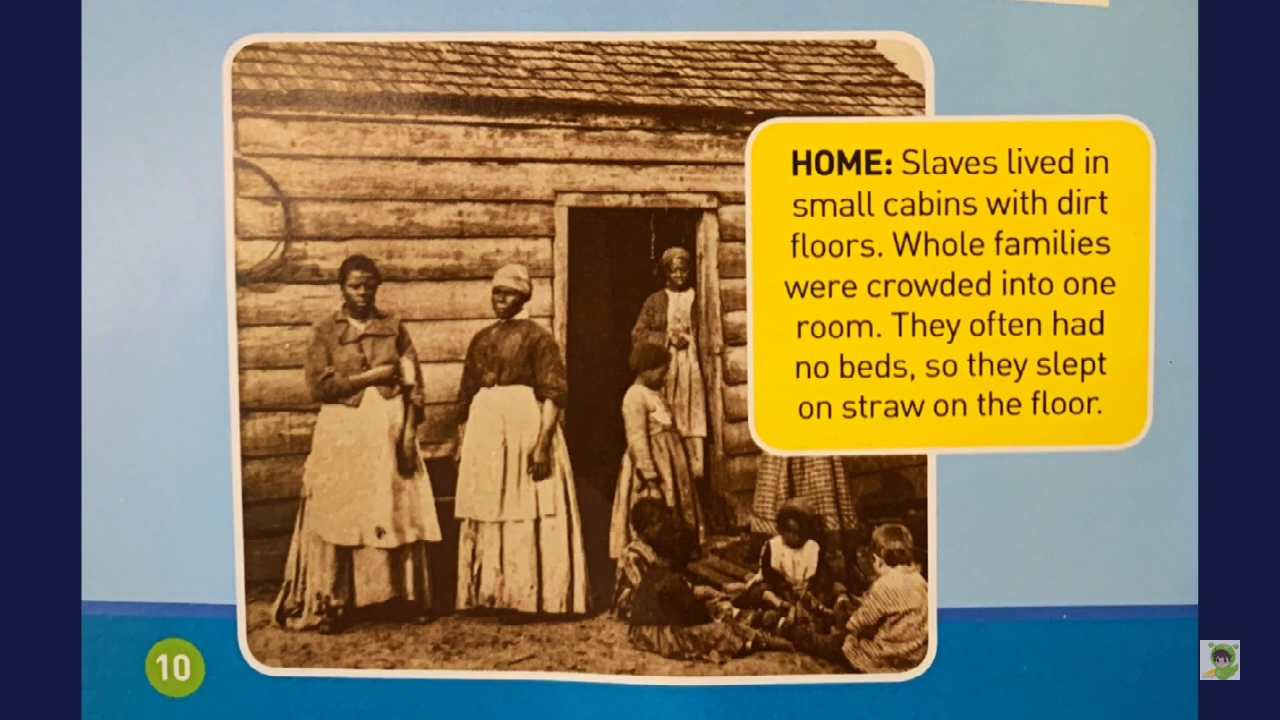 HOME: Slaves lived in
small cabins with dirt
floors. Whole families
were crowded into one
room. They often had
no beds, so they slept
on straw on the floor.
10